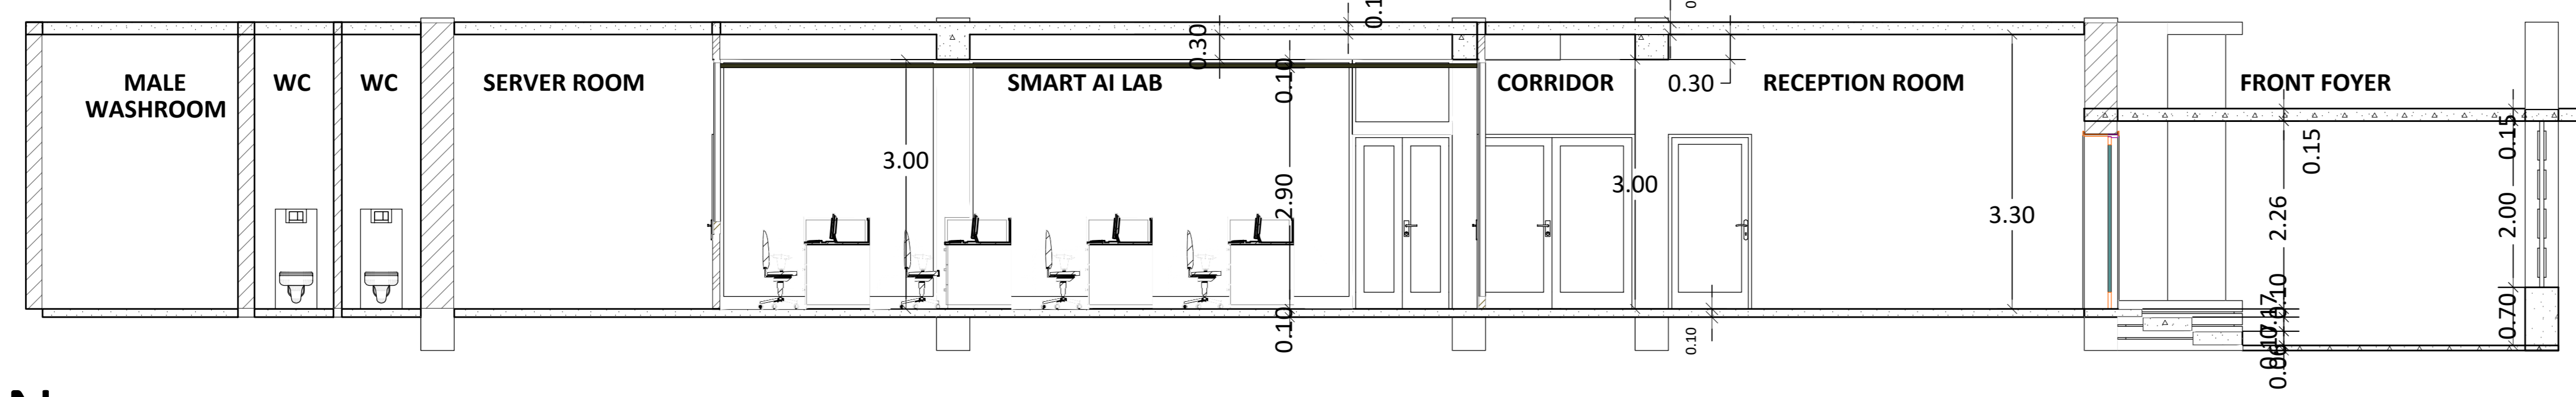 MALE
WASHROOM
WC
WC
SERVER ROOM
SMART AI LAB
CORRIDOR
RECEPTION ROOM
FRONT FOYER
0.30
0.10
0.30
3.00
2.90
3.00
3.30
0.15
0.15
2.26
2.00
0.70
0.10
0.10